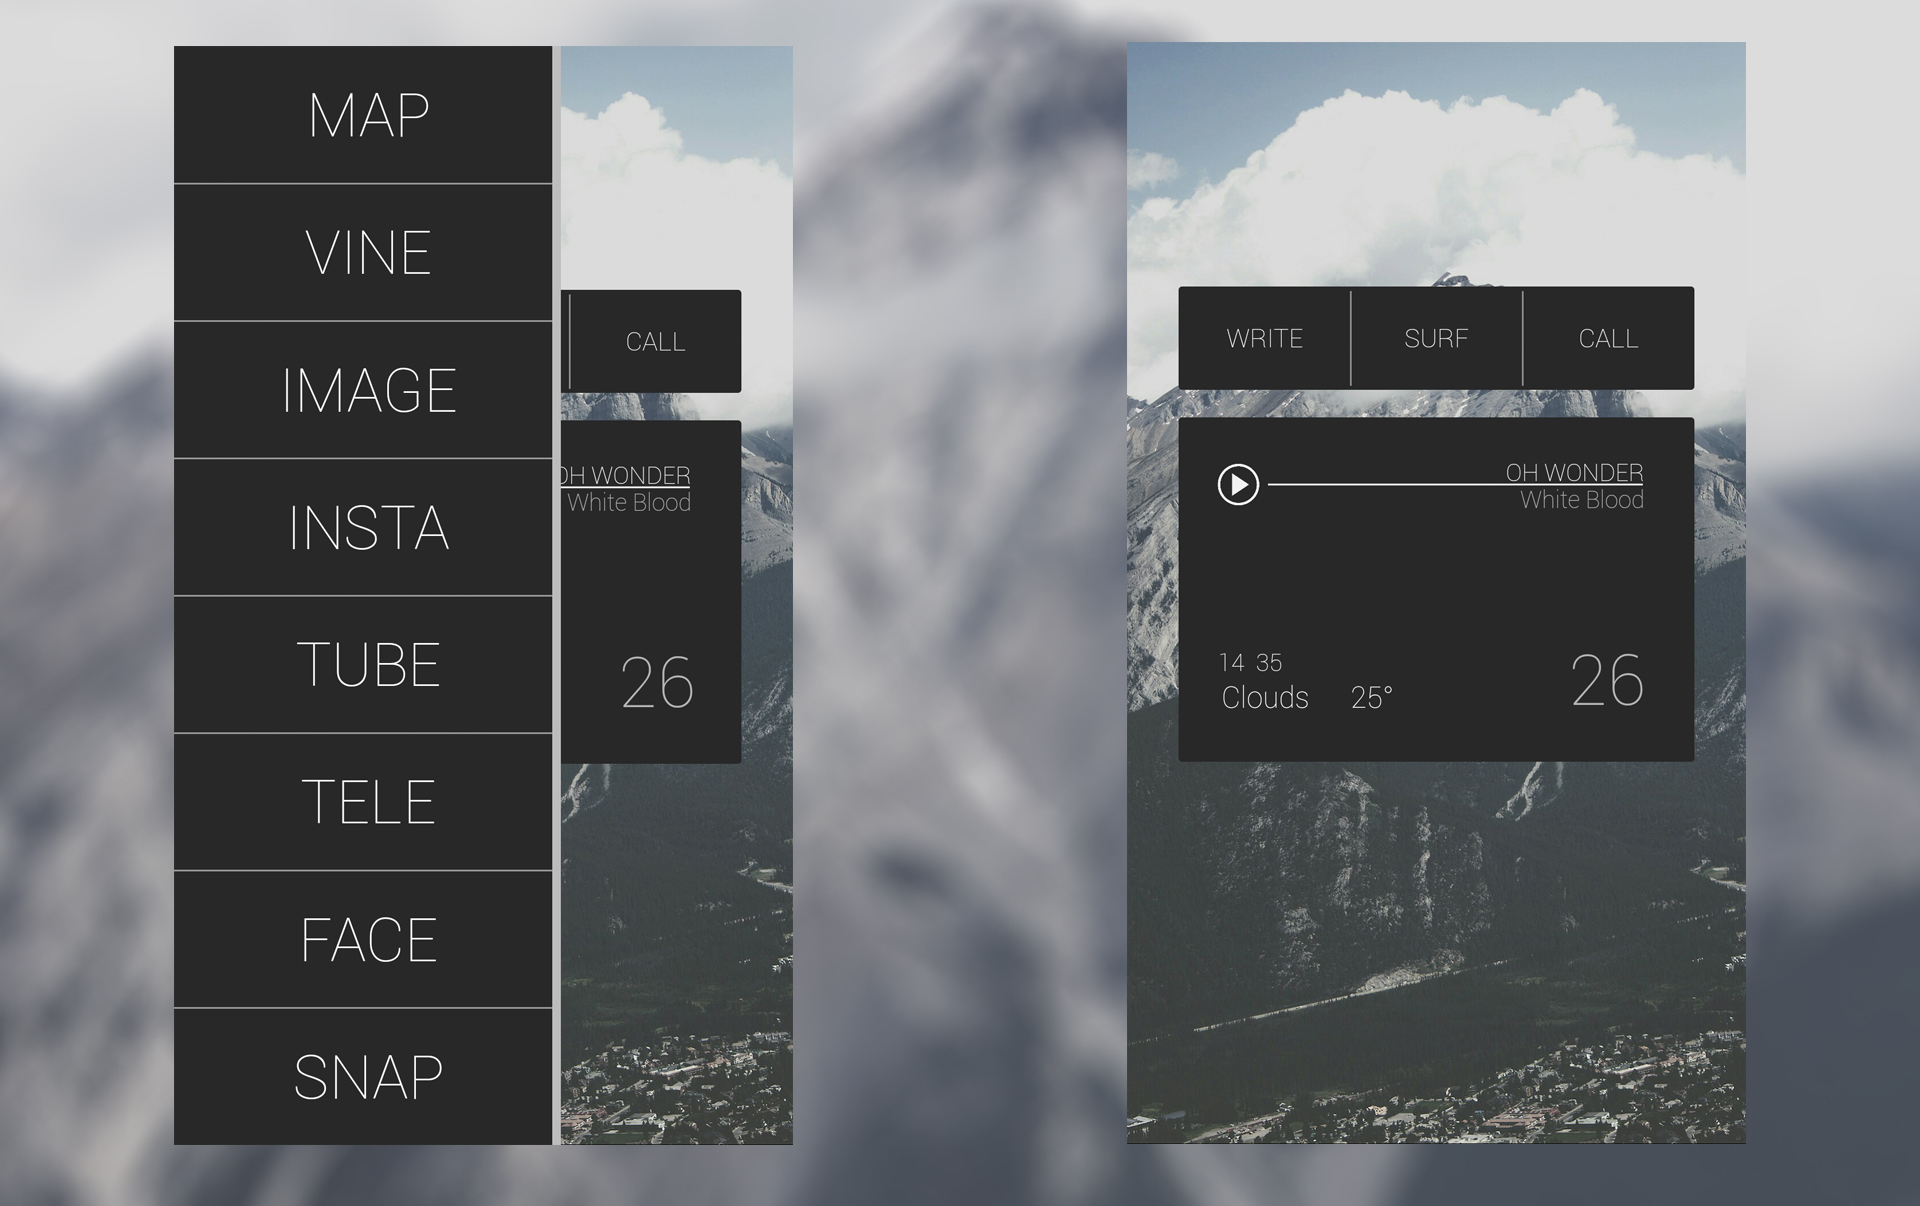 MAP
VINE
IMAGE
INSTA
TUBE
TELE
FACE
SNAP
CALL
OH WONDER
White Blood
26
WRITE SURF CALL
OH WONDER
White Blood
14 35
Clouds 25°
26